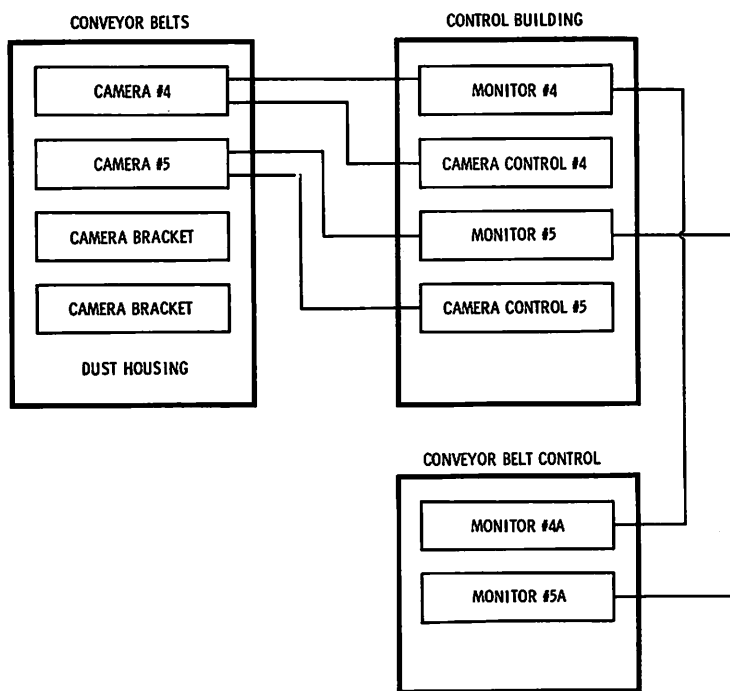 CONVEYOR BELTS
CAMERA #4
CAMERA #5
CAMERA BRACKET
CAMERA BRACKET
DUST HOUSING
CONTROL BUILDING
MONITOR #4
CAMERA CONTROL #4
MONITOR #5
CAMERA CONTROL #5
CONVEYOR BELT CONTROL
MONITOR #4A
MONITOR #5A